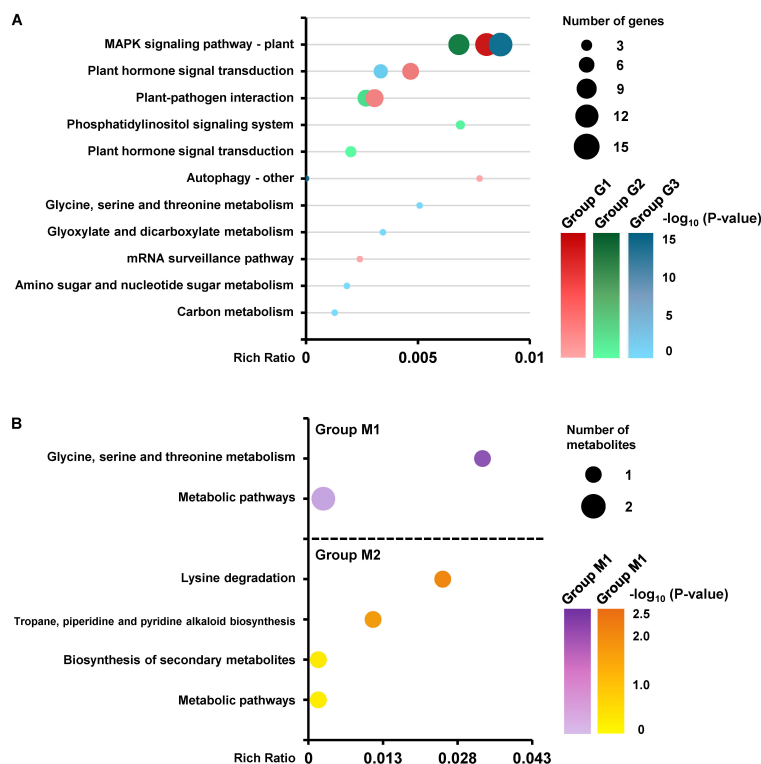 A
Number of genes
MAPK signaling pathway - plant
Plant hormone signal transduction
Plant-pathogen interaction
Phosphatidylinositol signaling system
Plant hormone signal transduction
Autophagy - other
Glycine, serine and threonine metabolism
Glyoxylate and dicarboxylate metabolism
mRNA surveillance pathway
Amino sugar and nucleotide sugar metabolism
Carbon metabolism
Rich Ratio 0 0.005 0.01
3
6
9
12
15
Group G1 Group G2 Group G3
-log10 (P-value)
15
10
5
0
B
Group M1
Glycine, serine and threonine metabolism
Metabolic pathways
Group M2
Lysine degradation
Tropane, piperidine and pyridine alkaloid biosynthesis
Biosynthesis of secondary metabolites
Metabolic pathways
Rich Ratio 0 0.013 0.028 0.043
Number of
metabolites
1
2
Group M1 Group M1
-log10 (P-value)
2.5
2.0
1.0
0